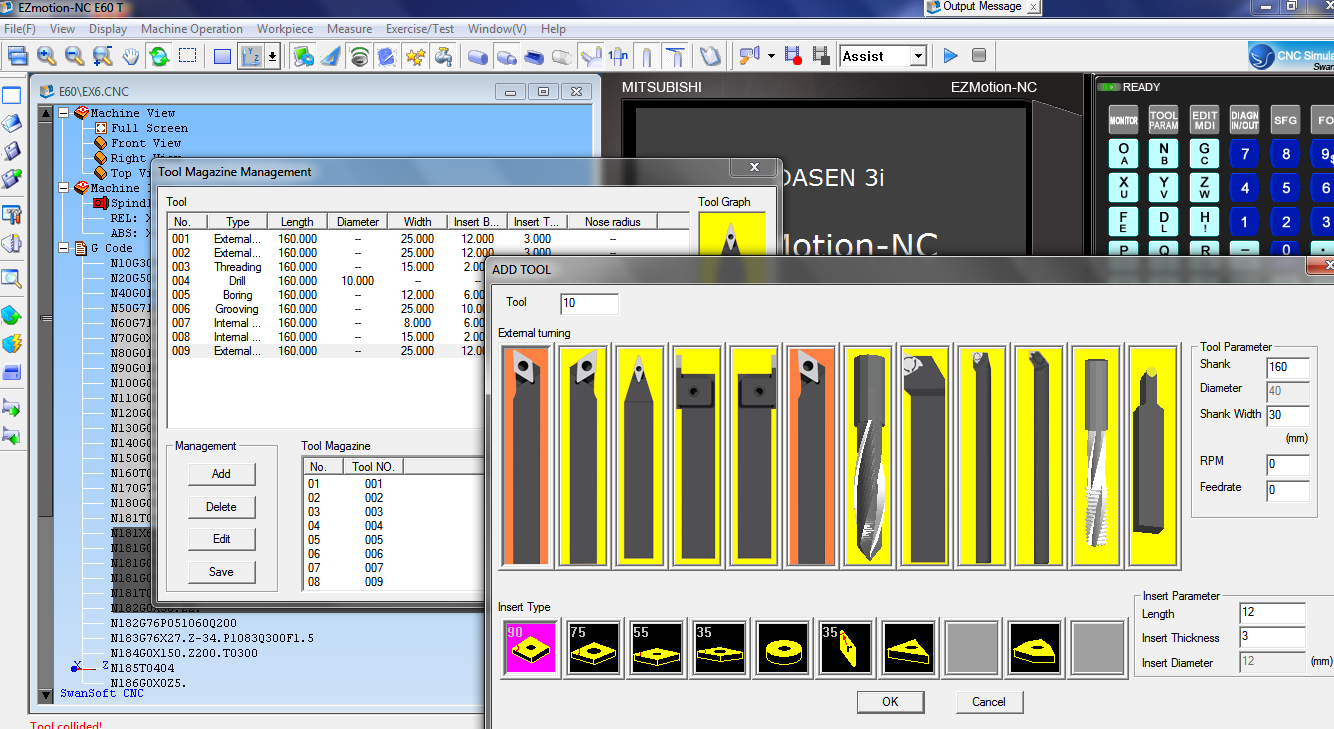 EZmotion-NC E60 T
Output Message
File(F) View Display Machine Operation Workpiece Measure Exercise/Test Window(V) Help
Assist
CNC Simula
Swan
E60\EX6.CNC
Machine View
Full Screen
Front View
Right
Top Vi
Machine
Spind
REL: X
ABS: X
G Code
N10G30
N20G50
N40G01
N50G71
N60G71
N70G0X
N80G01
N90G01
N100G0
N110G0
N120G0
N130G0
N140G0
N150G0
N160T0
N170G7
N180G0
N181T0
N181X6
N181G0
N181G0
N181G0
N181T0
N182G76P051060Q200
N183G76X27.Z-34.P1083Q300F1.5
N184G0X150.Z200.T0300
N185T0404
N186G0X0Z5.
X Z
SwanSoft CNC
Tool collided!
MITSUBISHI EZMotion-NC
DASEN 3i
Motion-NC
READY
MONITOR TOOL PARAM EDIT MDI DIAGN IN/OUT SFG FO
O A N B G C 7 8 9
X U Y V Z W 4 5 6
F E D L H ! 1 2 3
P Q R - 0 .
Tool Magazine Management
Tool
Tool Graph
No. Type Length Diameter Width Insert B... Insert T... Nose radius
001 External... 160.000 -- 25.000 12.000 3.000 --
002 External... 160.000 -- 25.000 12.000 3.000 --
003 Threading 160.000 -- 15.000 2.00
004 Drill 160.000 10.000 -- --
005 Boring 160.000 -- 12.000 6.00
006 Grooving 160.000 -- 25.000 10.00
007 Internal ... 160.000 -- 8.000 6.00
008 Internal ... 160.000 -- 15.000 2.00
009 External... 160.000 -- 25.000 12.00
Management
Add
Delete
Edit
Save
Tool Magazine
No. Tool NO.
01 001
02 002
03 003
04 004
05 005
06 006
07 007
08 009
ADD TOOL
Tool 10
External turning
Tool Parameter
Shank 160
Diameter 40
Shank Width 30
(mm)
RPM 0
Feedrate 0
Insert Type
90 75 55 35 35 r
Insert Parameter
Length 12
Insert Thickness 3
Insert Diameter 12 (mm)
OK Cancel